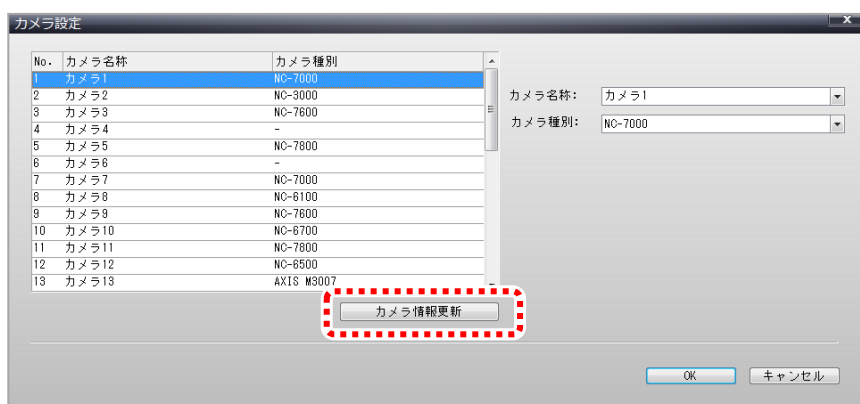 カメラ設定
x
No. カメラ名称 カメラ種別
1 カメラ1 NC-7000
2 カメラ2 NC-3000
3 カメラ3 NC-7600
4 カメラ4 -
5 カメラ5 NC-7800
6 カメラ6 -
7 カメラ7 NC-7000
8 カメラ8 NC-6100
9 カメラ9 NC-7600
10 カメラ10 NC-6700
11 カメラ11 NC-7800
12 カメラ12 NC-6500
13 カメラ13 AXIS M3007
カメラ名称: カメラ1
カメラ種別: NC-7000
カメラ情報更新
OK キャンセル